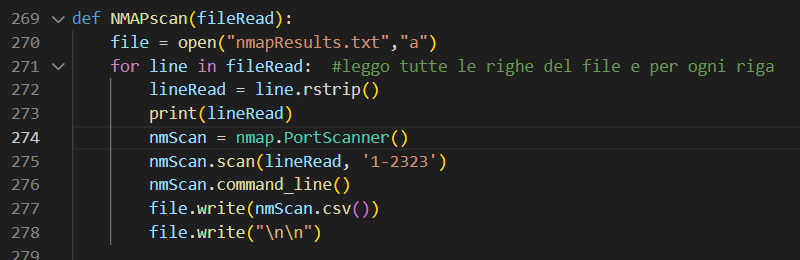 269 def NMAPscan(fileRead):
270     file = open("nmapResults.txt","a")
271     for line in fileRead:  #leggo tutte le righe del file e per ogni riga
272         lineRead = line.rstrip()
273         print(lineRead)
274         nmScan = nmap.PortScanner()
275         nmScan.scan(lineRead, '1-2323')
276         nmScan.command_line()
277         file.write(nmScan.csv())
278         file.write("\n\n")
279